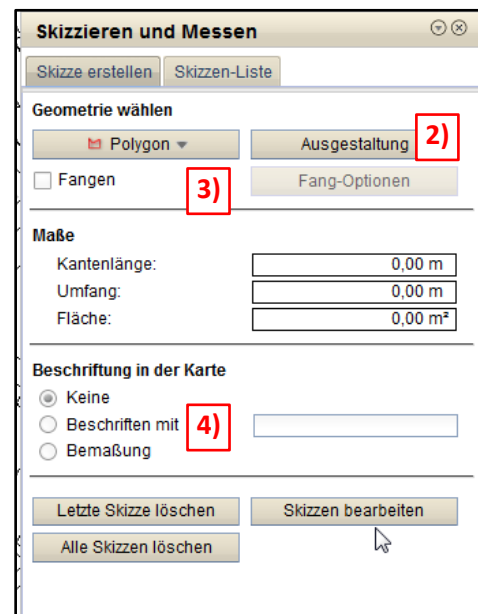 Skizzieren und Messen
Skizze erstellen Skizzen-Liste
Geometrie wählen
Polygon Ausgestaltung 2)
Fangen 3) Fang-Optionen
Maße
Kantenlänge: 0,00 m
Umfang: 0,00 m
Fläche: 0,00 m²
Beschriftung in der Karte
Keine
Beschriften mit 4)
Bemaßung
Letzte Skizze löschen Skizzen bearbeiten
Alle Skizzen löschen